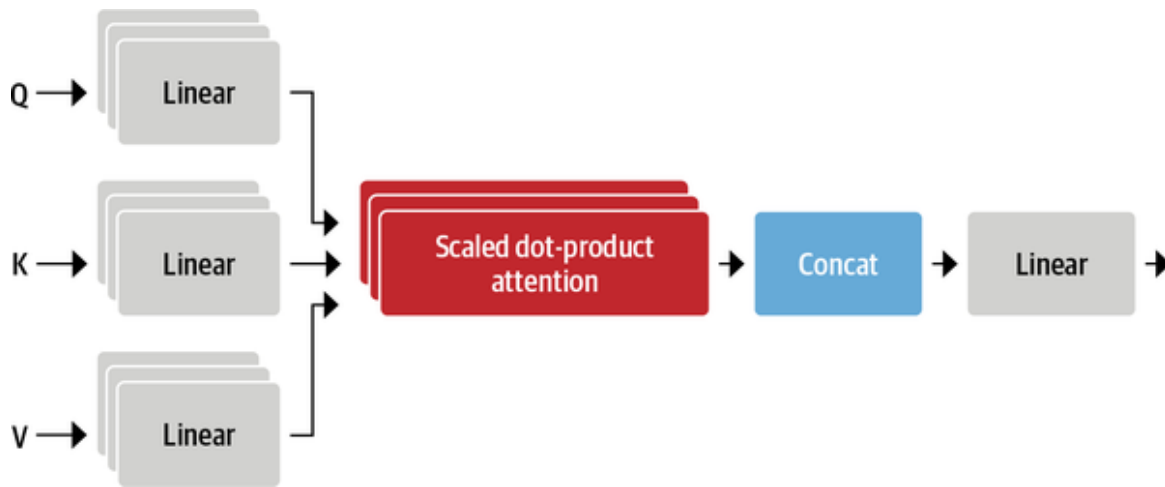 Q
Linear
K
Linear
Scaled dot-product
attention
Concat
Linear
V
Linear